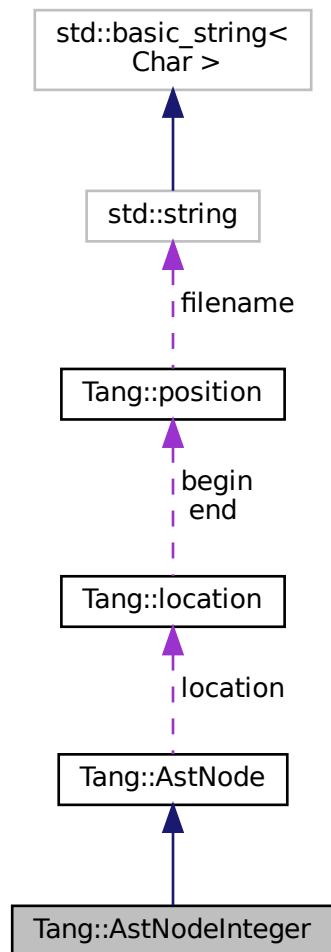 std::basic_string<
Char >
std::string
filename
Tang::position
begin
end
Tang::location
location
Tang::AstNode
Tang::AstNodeInteger